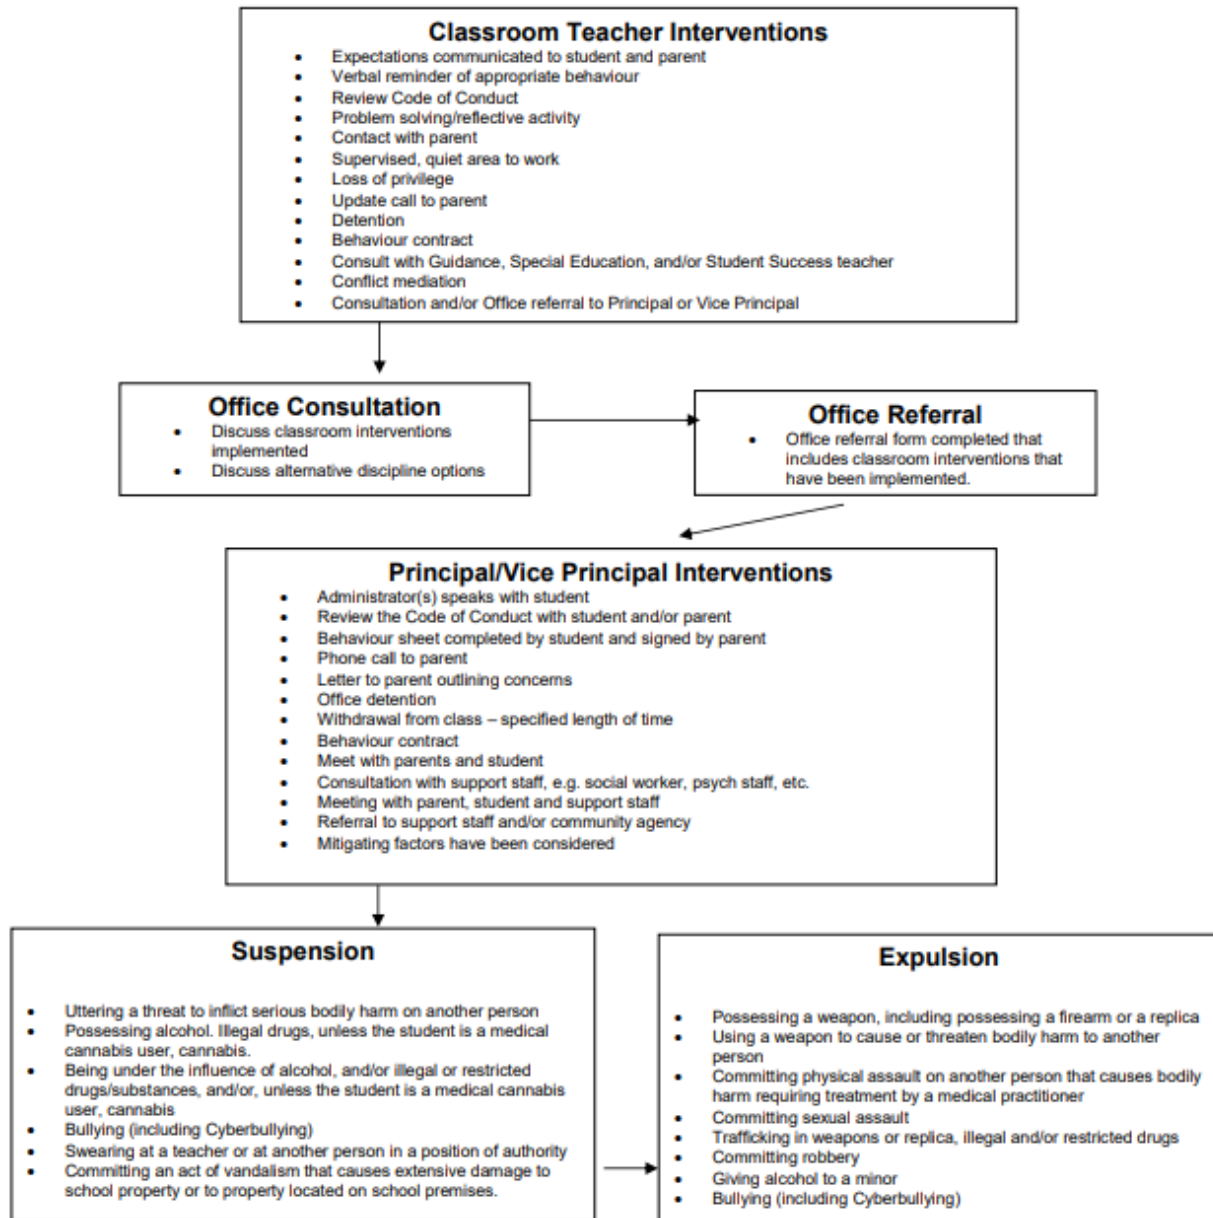 Classroom Teacher Interventions
• Expectations communicated to student and parent
• Verbal reminder of appropriate behaviour
• Review Code of Conduct
• Problem solving/reflective activity
• Contact with parent
• Supervised, quiet area to work
• Loss of privilege
• Update call to parent
• Detention
• Behaviour contract
• Consult with Guidance, Special Education, and/or Student Success teacher
• Conflict mediation
• Consultation and/or Office referral to Principal or Vice Principal
Office Consultation
• Discuss classroom interventions
implemented
• Discuss alternative discipline options
Office Referral
• Office referral form completed that
includes classroom interventions that
have been implemented.
Principal/Vice Principal Interventions
• Administrator(s) speaks with student
• Review the Code of Conduct with student and/or parent
• Behaviour sheet completed by student and signed by parent
• Phone call to parent
• Letter to parent outlining concerns
• Office detention
• Withdrawal from class – specified length of time
• Behaviour contract
• Meet with parents and student
• Consultation with support staff, e.g. social worker, psych staff, etc.
• Meeting with parent, student and support staff
• Referral to support staff and/or community agency
• Mitigating factors have been considered
Suspension
• Uttering a threat to inflict serious bodily harm on another person
• Possessing alcohol. Illegal drugs, unless the student is a medical
cannabis user, cannabis.
• Being under the influence of alcohol, and/or illegal or restricted
drugs/substances, and/or, unless the student is a medical cannabis
user, cannabis
• Bullying (including Cyberbullying)
• Swearing at a teacher or at another person in a position of authority
• Committing an act of vandalism that causes extensive damage to
school property or to property located on school premises.
Expulsion
• Possessing a weapon, including possessing a firearm or a replica
• Using a weapon to cause or threaten bodily harm to another
person
• Committing physical assault on another person that causes bodily
harm requiring treatment by a medical practitioner
• Committing sexual assault
• Trafficking in weapons or replica, illegal and/or restricted drugs
• Committing robbery
• Giving alcohol to a minor
• Bullying (including Cyberbullying)